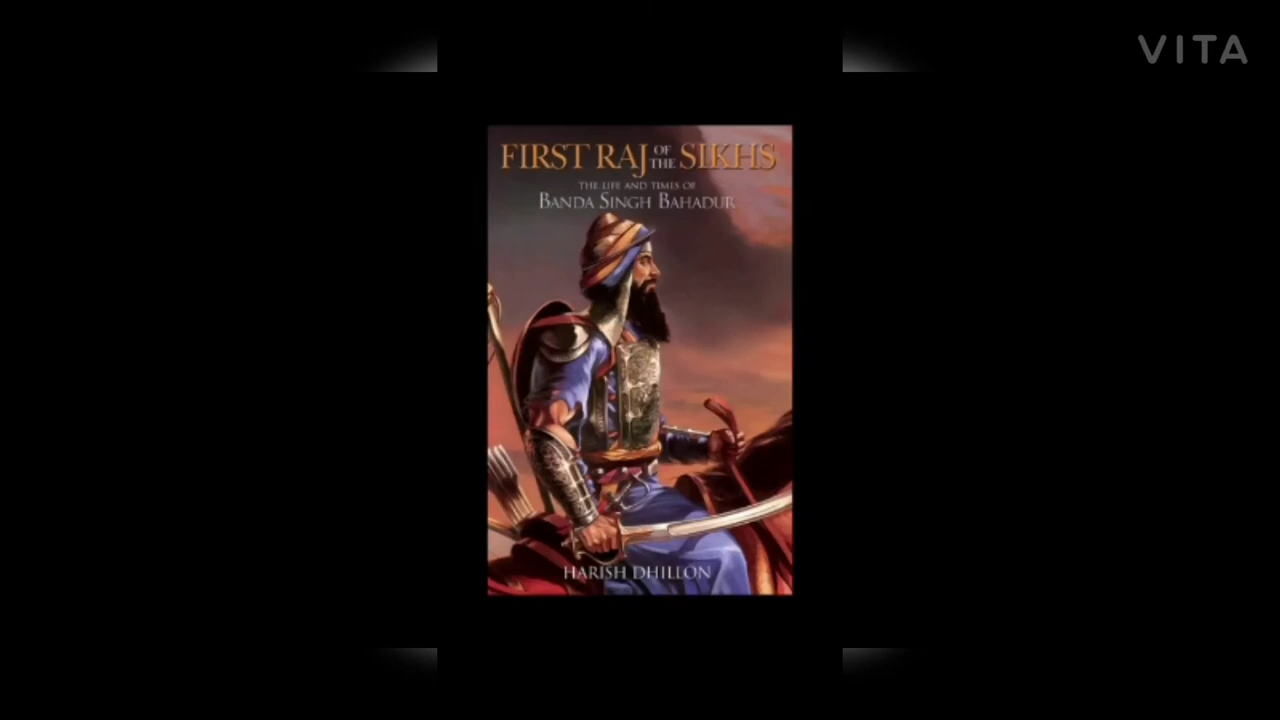 VITA
FIRST RAJ OF THE SIKHS
THE LIFE AND TIMES OF
BANDA SINGH BAHADUR
HARISH DHILLON